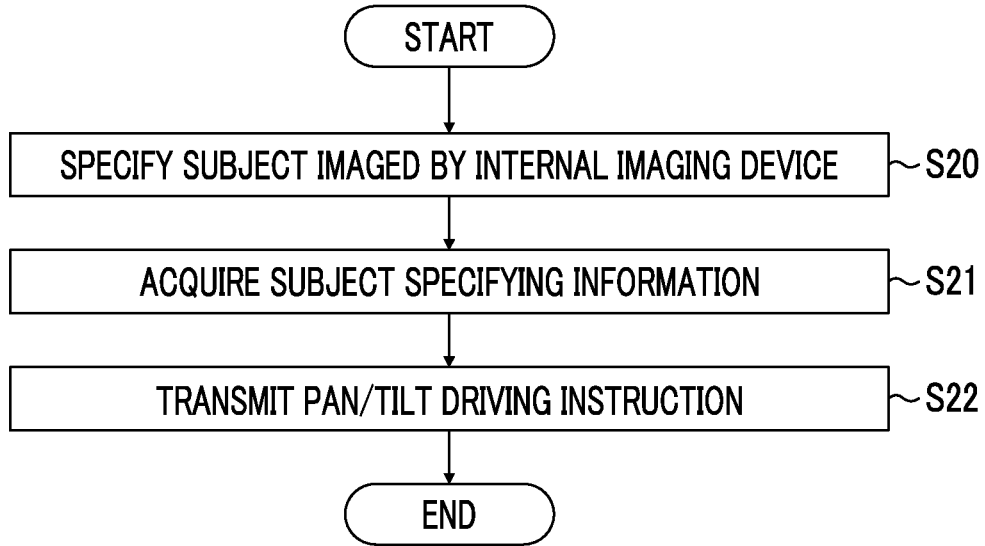 START
SPECIFY SUBJECT IMAGED BY INTERNAL IMAGING DEVICE
S20
ACQUIRE SUBJECT SPECIFYING INFORMATION
S21
TRANSMIT PAN/TILT DRIVING INSTRUCTION
S22
END